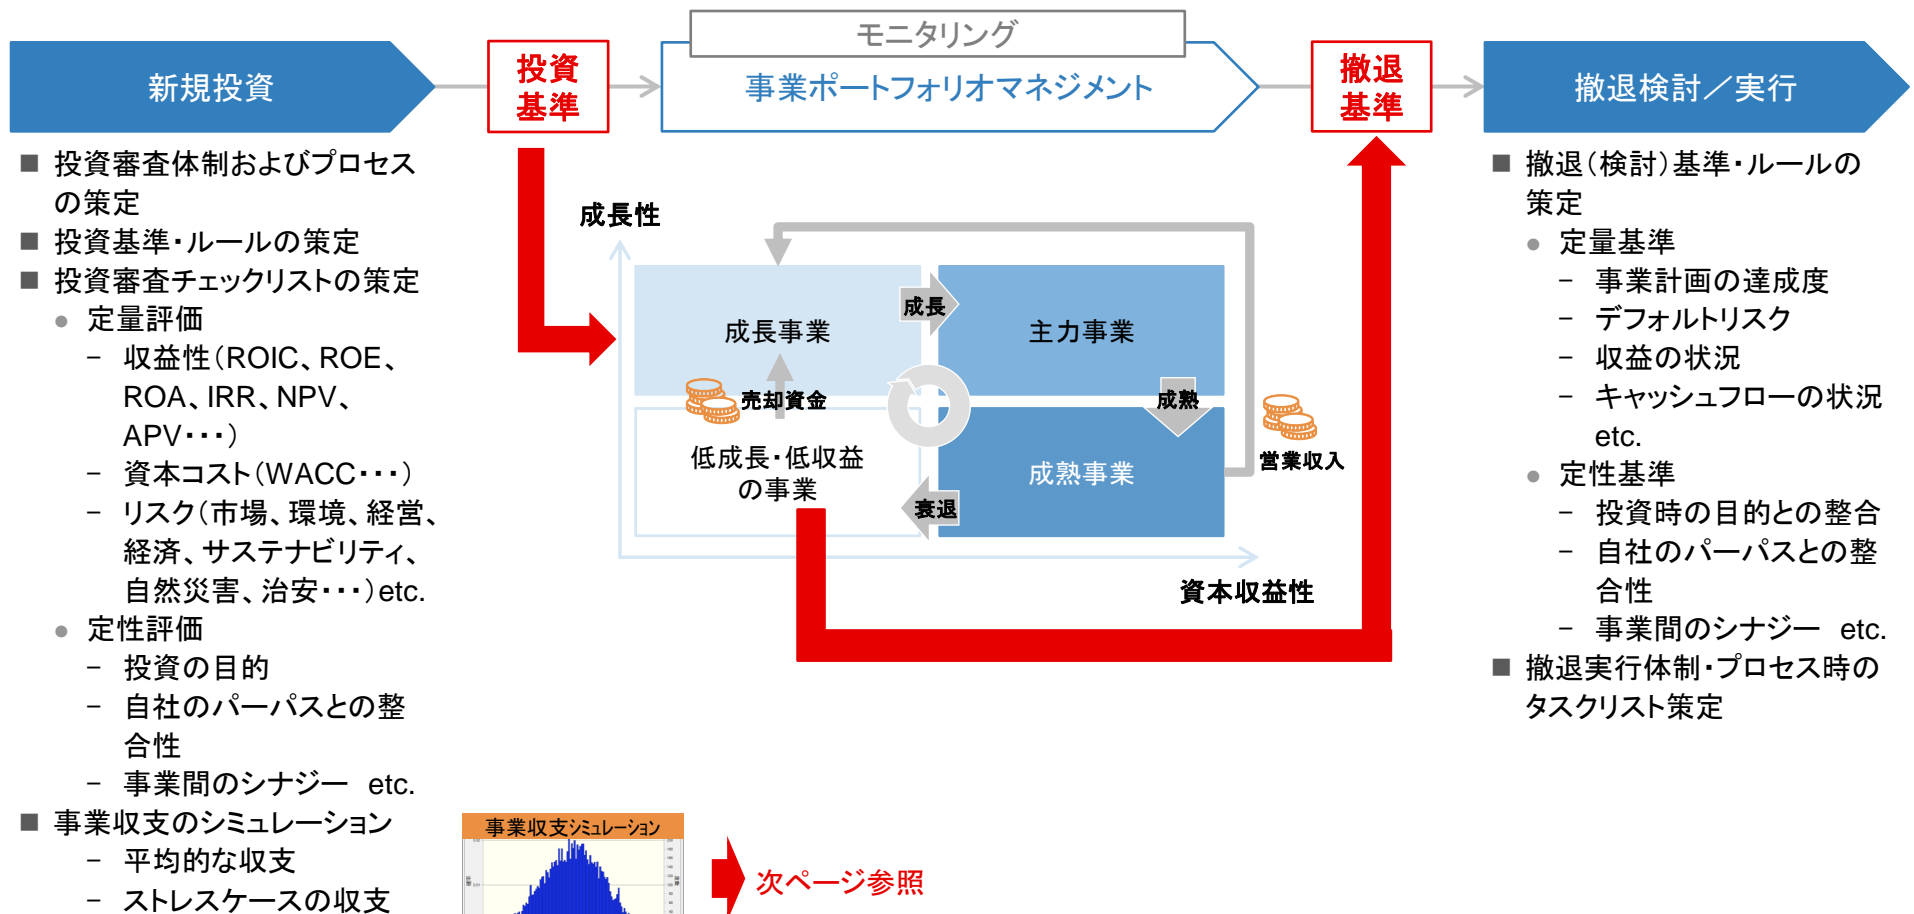 モニタリング
新規投資
投資
基準
事業ポートフォリオマネジメント
撤退
基準
撤退検討／実行
■ 投資審査体制およびプロセス
の策定
■ 投資基準・ルールの策定
■ 投資審査チェックリストの策定
● 定量評価
－ 収益性（ROIC、ROE、
ROA、IRR、NPV、
APV・・・）
－ 資本コスト（WACC・・・）
－ リスク（市場、環境、経営、
経済、サステナビリティ、
自然災害、治安・・・）etc.
● 定性評価
－ 投資の目的
－ 自社のパーパスとの整
合性
－ 事業間のシナジー etc.
■ 事業収支のシミュレーション
－ 平均的な収支
－ ストレスケースの収支
成長性
成長事業
成長
主力事業
売却資金
成熟
低成長・低収益
の事業
衰退
成熟事業
営業収入
資本収益性
事業収支シミュレーション
次ページ参照
■ 撤退（検討）基準・ルールの
策定
● 定量基準
－ 事業計画の達成度
－ デフォルトリスク
－ 収益の状況
－ キャッシュフローの状況
etc.
● 定性基準
－ 投資時の目的との整合
－ 自社のパーパスとの整
合性
－ 事業間のシナジー etc.
■ 撤退実行体制・プロセス時の
タスクリスト策定